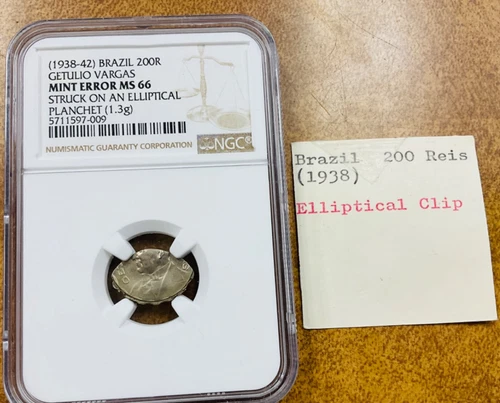 (1938-42) BRAZIL 200R
GETULIO VARGAS
MINT ERROR MS 66
STRUCK ON AN ELLIPTICAL
PLANCHET (1.3g)
5711597-009
NUMISMATIC GUARANTY CORPORATION
NGC
Brazil 200 Reis
(1938)
Elliptical Clip